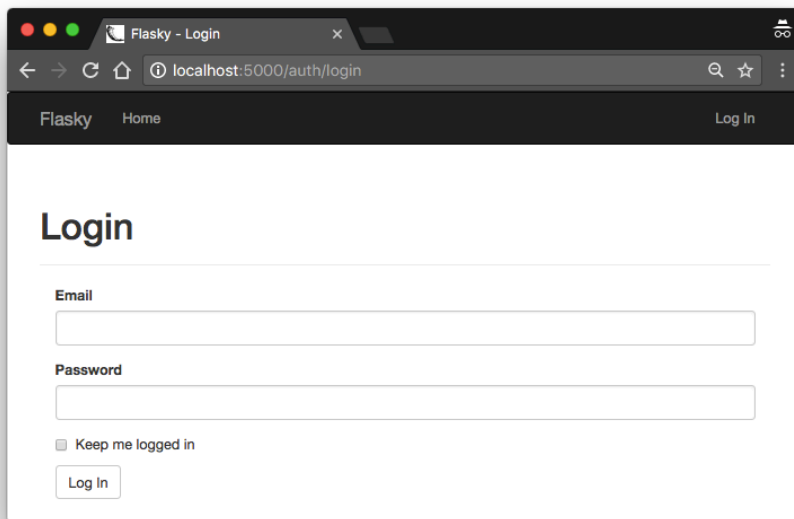 Flasky - Login
localhost:5000/auth/login
Flasky Home Log In
Login
Email
Password
Keep me logged in
Log In